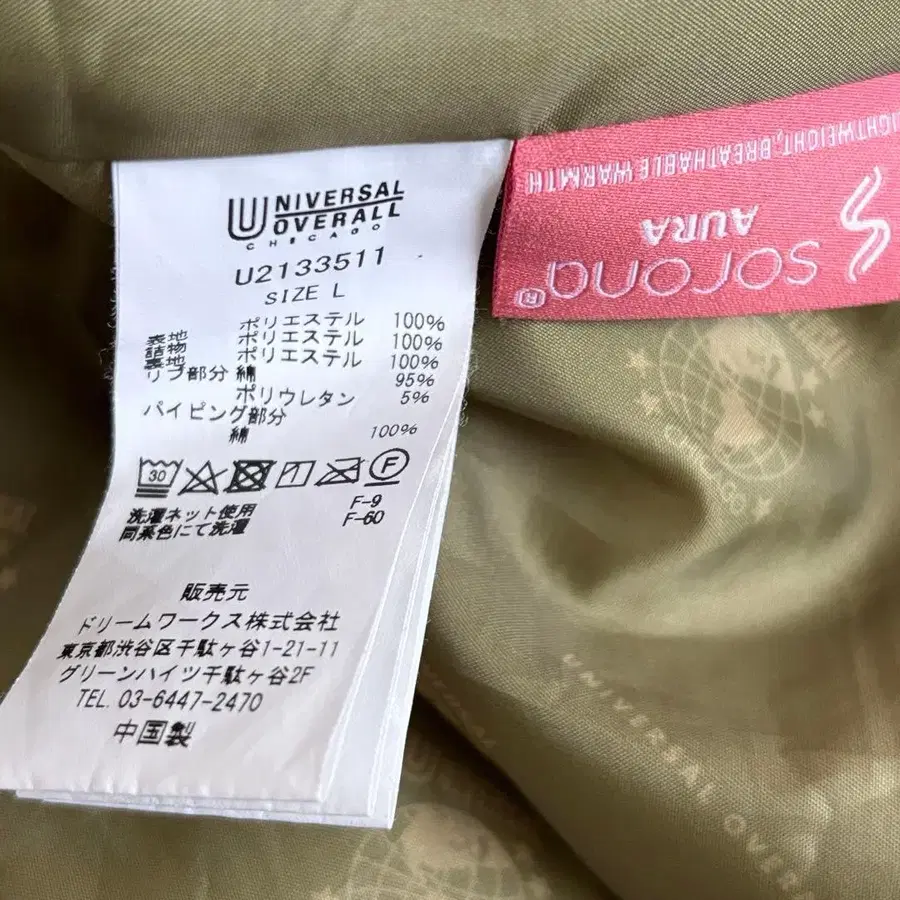 UNIVERSAL
OVERALL
CHICAGO
U2133511
SIZE L
表地 ポリエステル 100%
詰物 ポリエステル 100%
裏地 ポリエステル 100%
リブ部分 綿 95%
ポリウレタン 5%
パイピング部分
綿 100%
30
F
洗濯ネット使用 F-9
同系色にて洗濯 F-60
販売元
ドリームワークス株式会社
東京都渋谷区千駄ヶ谷1-21-11
グリーンハイツ千駄ヶ谷2F
TEL. 03-6447-2470
中国製
sorona®
AURA
LIGHTWEIGHT, BREATHABLE WARMTH
UNIVERSAL OVERA